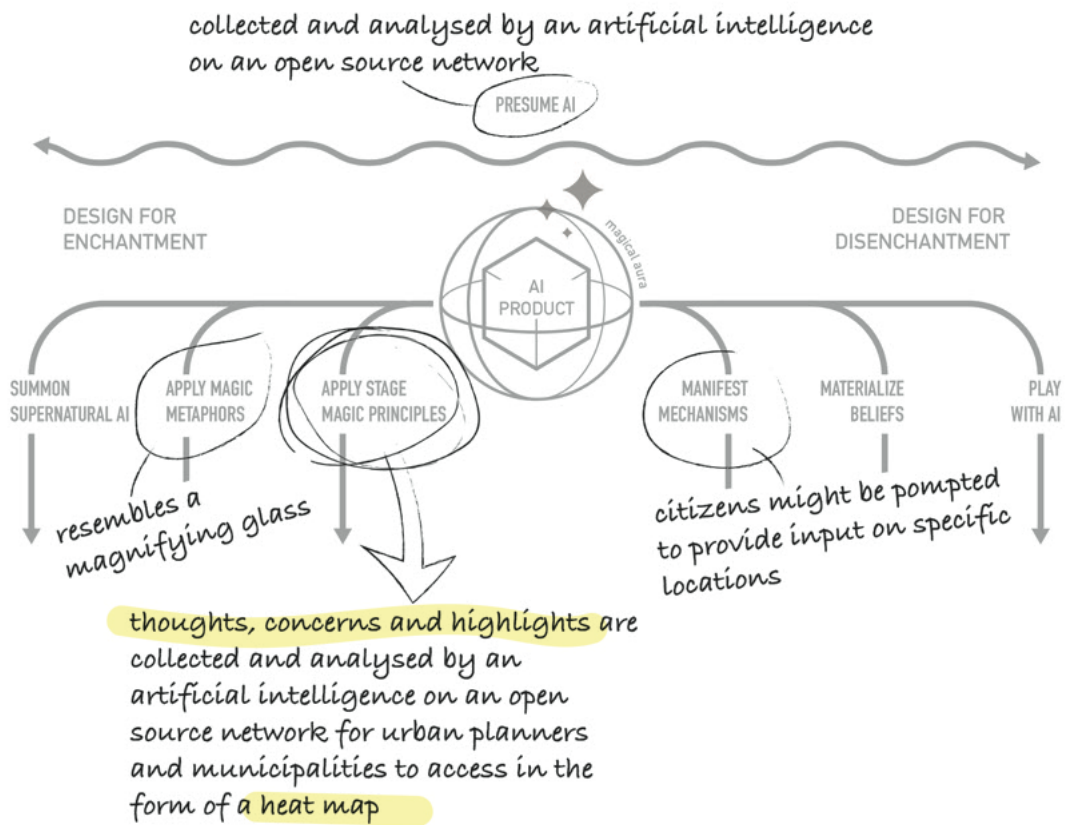 collected and analysed by an artificial intelligence
on an open source network
PRESUME AI
DESIGN FOR
ENCHANTMENT
DESIGN FOR
DISENCHANTMENT
magical aura
AI
PRODUCT
SUMMON
SUPERNATURAL AI
APPLY MAGIC
METAPHORS
APPLY STAGE
MAGIC PRINCIPLES
MANIFEST
MECHANISMS
MATERIALIZE
BELIEFS
PLAY
WITH AI
resembles a
magnifying glass
citizens might be pompted
to provide input on specific
locations
thoughts, concerns and highlights are
collected and analysed by an
artificial intelligence on an open
source network for urban planners
and municipalities to access in the
form of a heat map